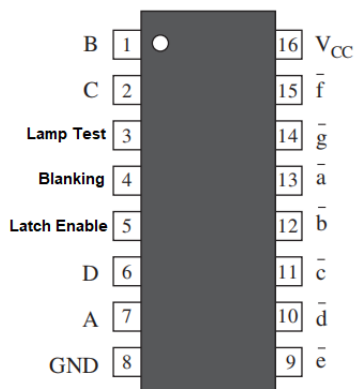 B 1 16 V_CC
C 2 15 f̅
Lamp Test 3 14 g̅
Blanking 4 13 a̅
Latch Enable 5 12 b̅
D 6 11 c̅
A 7 10 d̅
GND 8 9 e̅